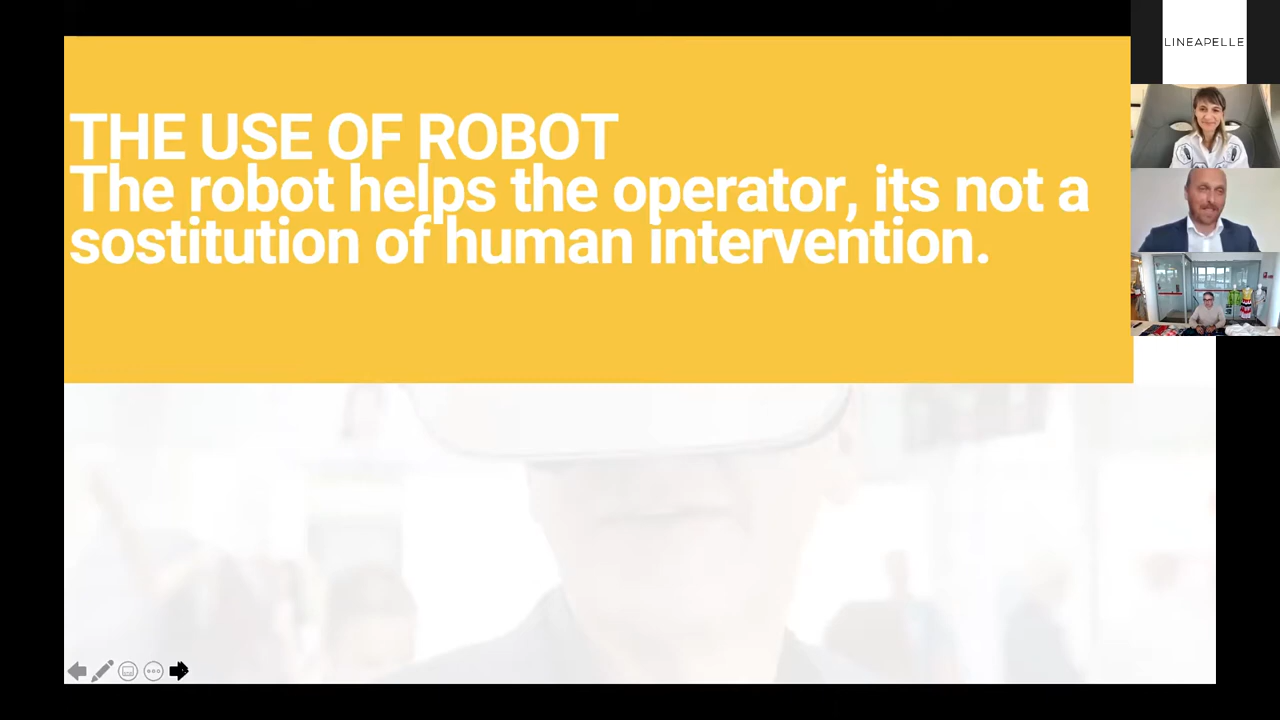 THE USE OF ROBOT
The robot helps the operator, its not a
sostitution of human intervention.
LINEAPELLE